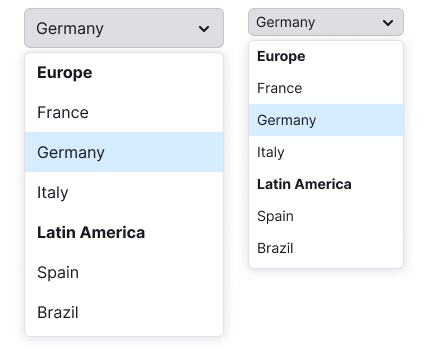 Germany
Europe
France
Germany
Italy
Latin America
Spain
Brazil
Germany
Europe
France
Germany
Italy
Latin America
Spain
Brazil